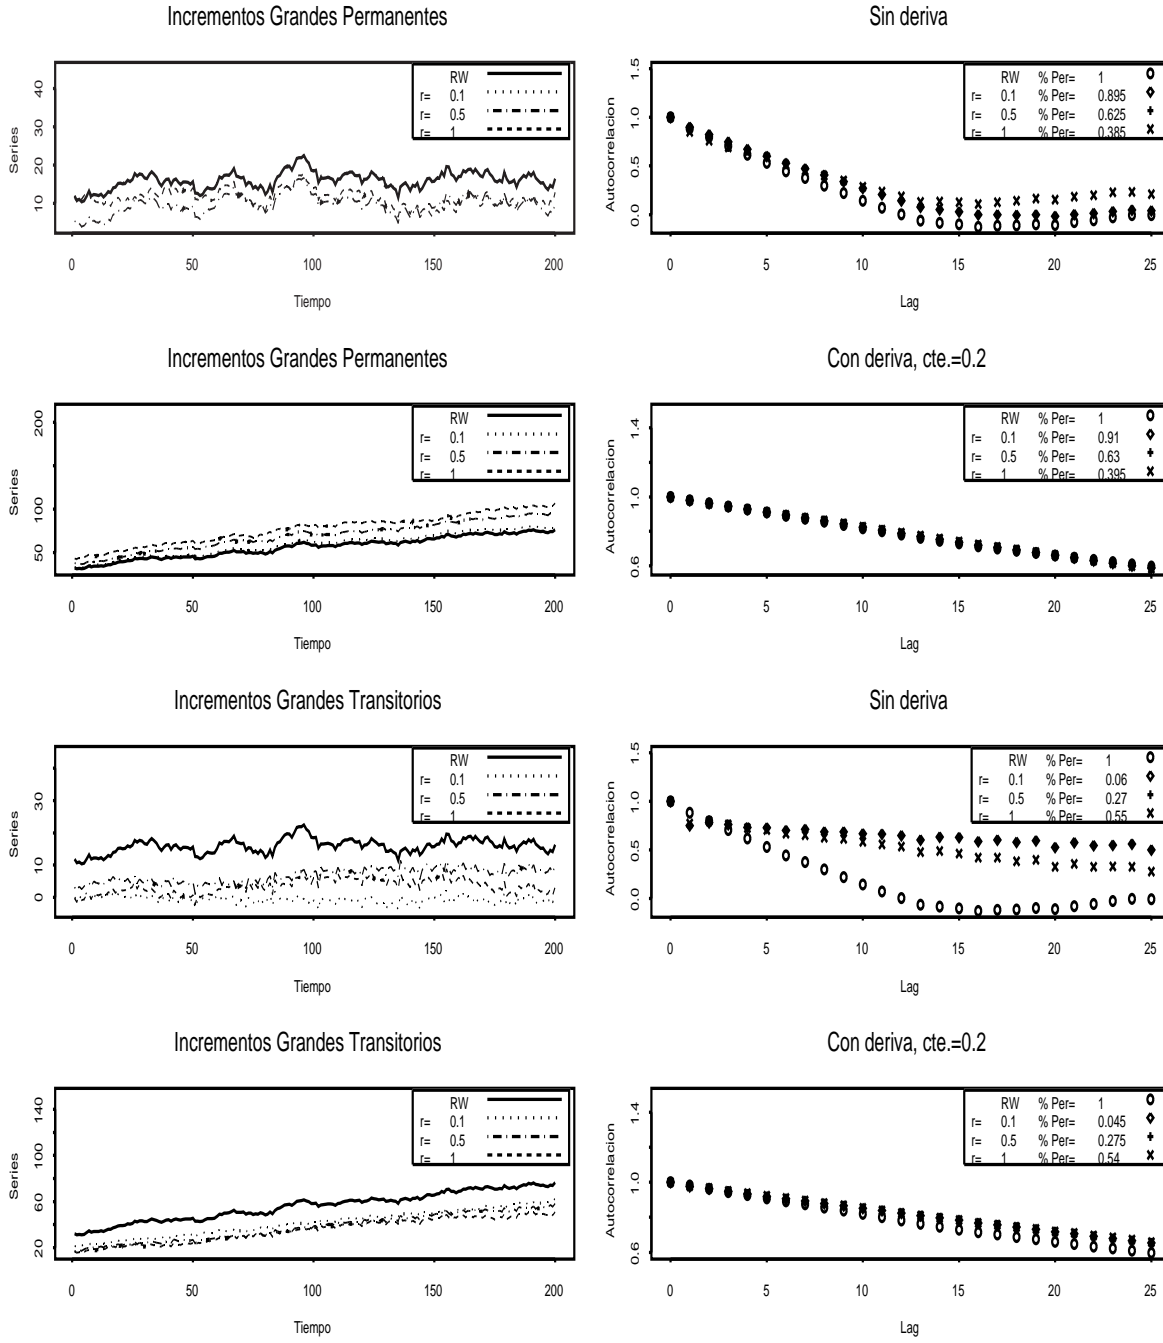 Incrementos Grandes Permanentes
Series
10 20 30 40
RW
r= 0.1
r= 0.5
r= 1
0 50 100 150 200
Tiempo
Sin deriva
Autocorrelacion
0.0 0.5 1.0 1.5
RW % Per= 1
r= 0.1 % Per= 0.895
r= 0.5 % Per= 0.625
r= 1 % Per= 0.385
0 5 10 15 20 25
Lag
Incrementos Grandes Permanentes
Series
50 100 200
RW
r= 0.1
r= 0.5
r= 1
0 50 100 150 200
Tiempo
Con deriva, cte.=0.2
Autocorrelacion
0.6 1.0 1.4
RW % Per= 1
r= 0.1 % Per= 0.91
r= 0.5 % Per= 0.63
r= 1 % Per= 0.395
0 5 10 15 20 25
Lag
Incrementos Grandes Transitorios
Series
0 10 30
RW
r= 0.1
r= 0.5
r= 1
0 50 100 150 200
Tiempo
Sin deriva
Autocorrelacion
0.0 0.5 1.0 1.5
RW % Per= 1
r= 0.1 % Per= 0.06
r= 0.5 % Per= 0.27
r= 1 % Per= 0.55
0 5 10 15 20 25
Lag
Incrementos Grandes Transitorios
Series
20 60 100 140
RW
r= 0.1
r= 0.5
r= 1
0 50 100 150 200
Tiempo
Con deriva, cte.=0.2
Autocorrelacion
0.6 1.0 1.4
RW % Per= 1
r= 0.1 % Per= 0.045
r= 0.5 % Per= 0.275
r= 1 % Per= 0.54
0 5 10 15 20 25
Lag